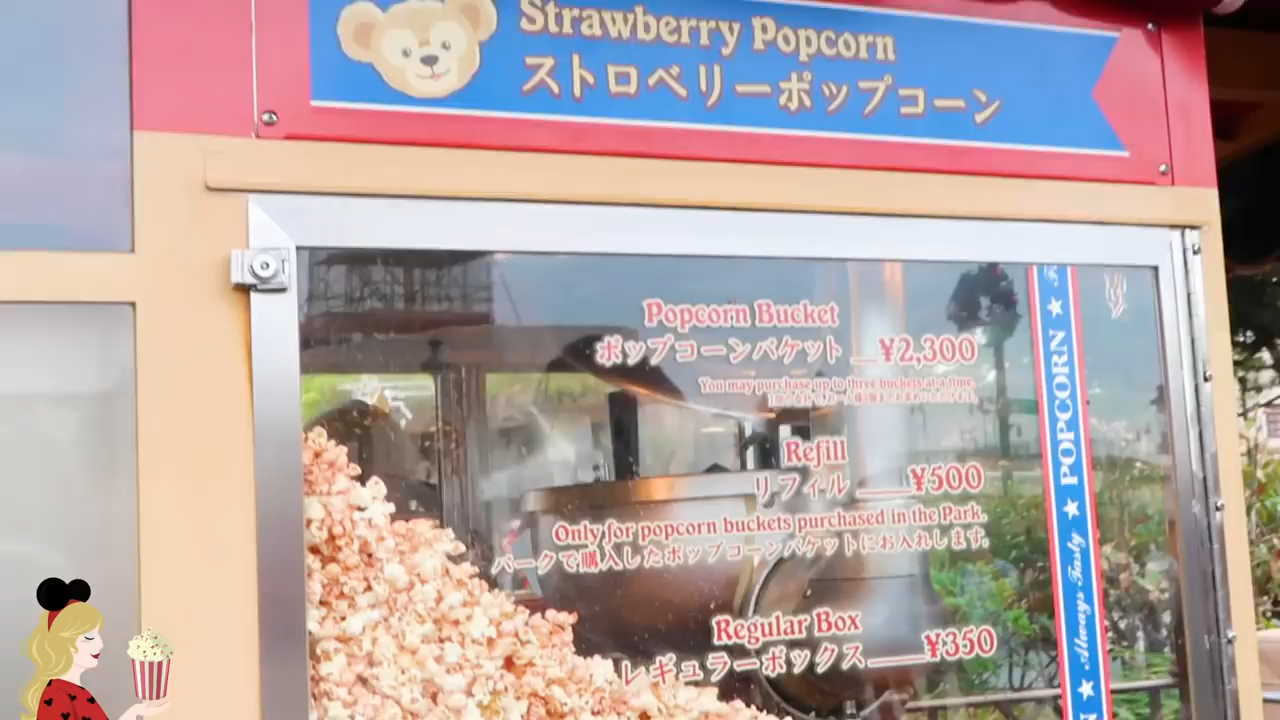 Strawberry Popcorn
ストロベリーポップコーン
Popcorn Bucket
ポップコーンバケット ¥2,300
You may purchase up to three buckets at a time.
Refill
リフィル ¥500
Only for popcorn buckets purchased in the Park.
パークで購入したポップコーンバケットにお入れします。
Regular Box
レギュラーボックス ¥350
★ Always Tasty ★ POPCORN ★